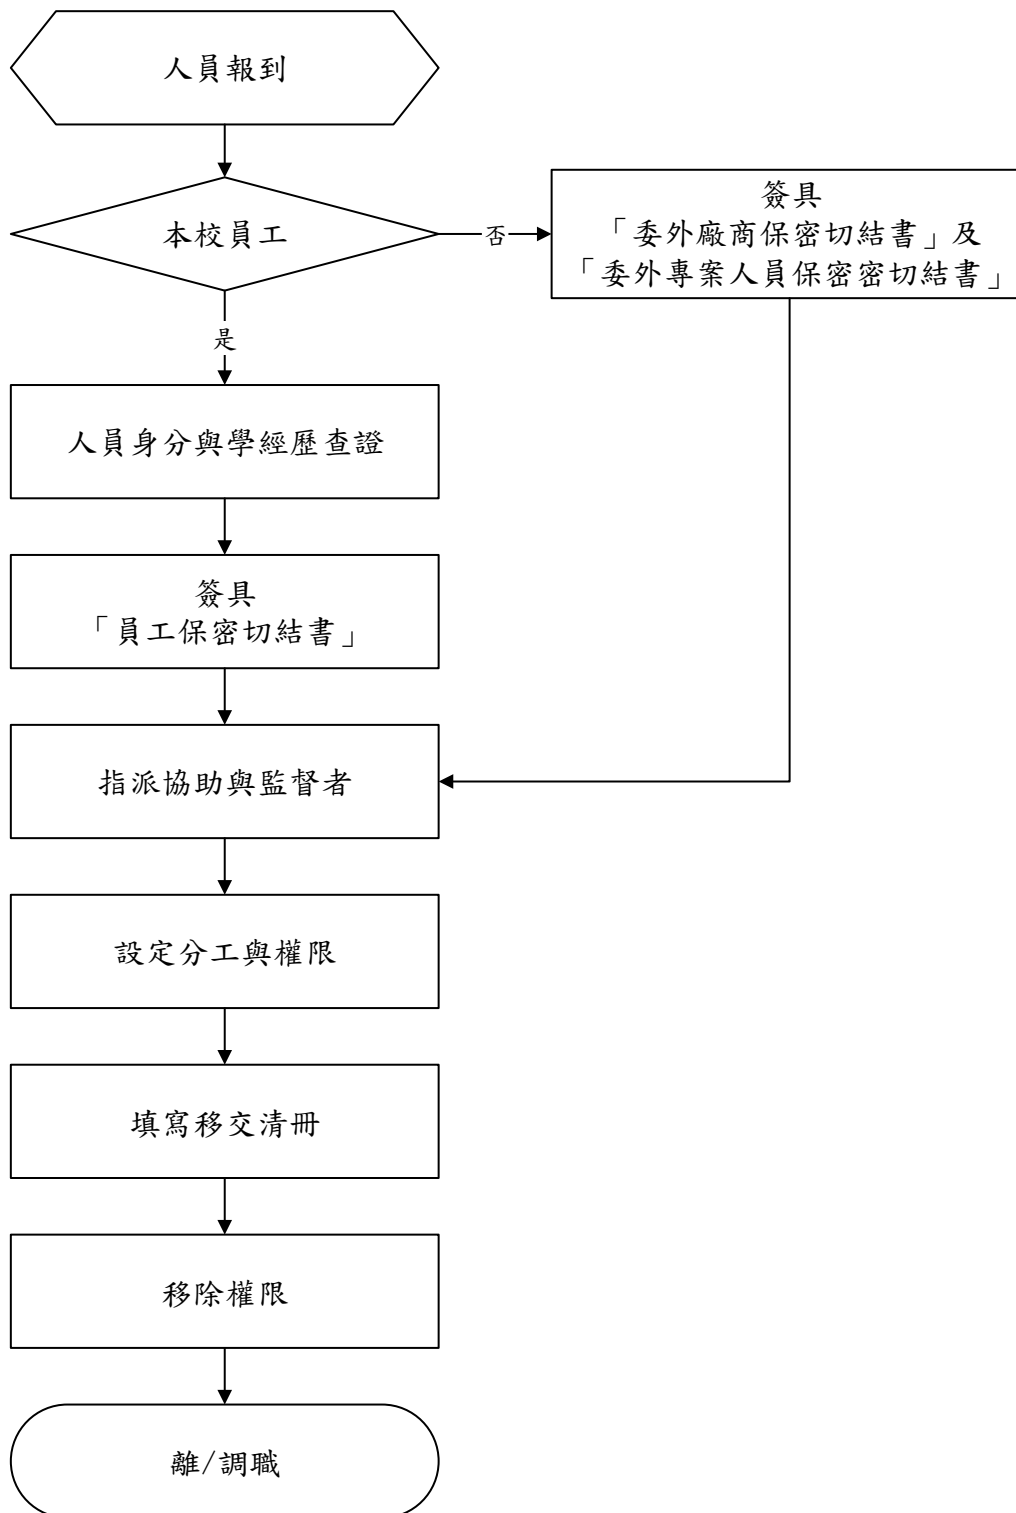 人員報到
本校員工
否
簽具
「委外廠商保密切結書」及
「委外專案人員保密密切結書」
是
人員身分與學經歷查證
簽具
「員工保密切結書」
指派協助與監督者
設定分工與權限
填寫移交清冊
移除權限
離/調職